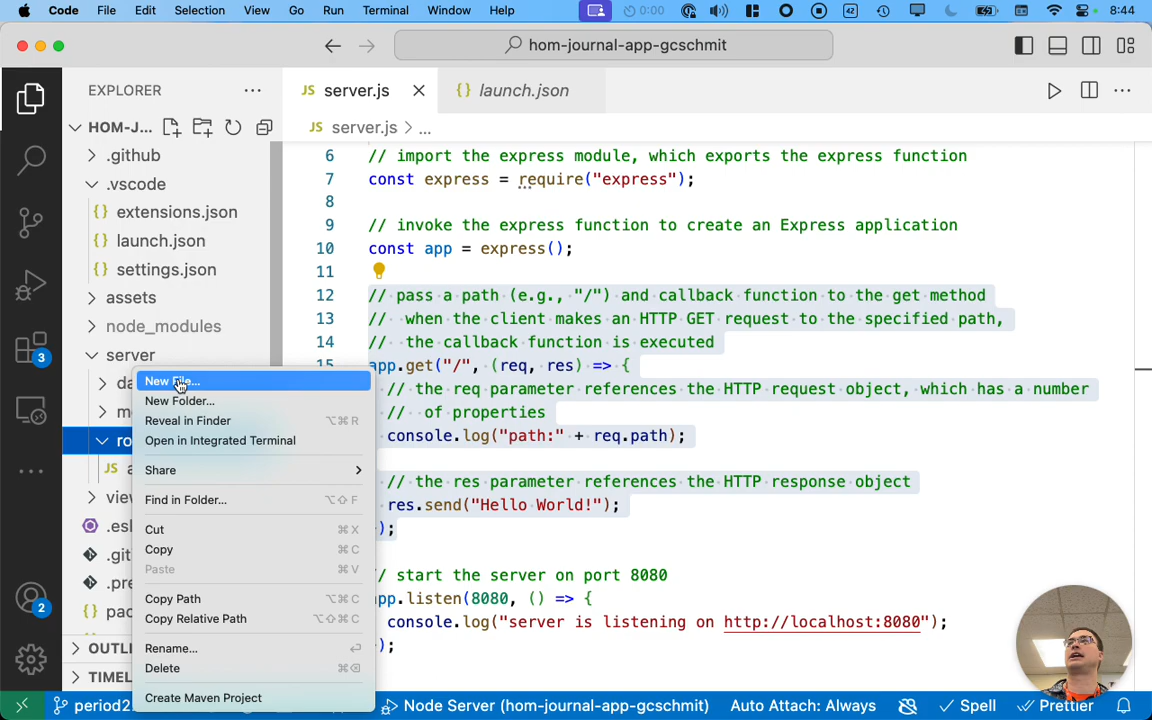 Code File Edit Selection View Go Run Terminal Window Help 0:00 42 8:44
hom-journal-app-gcschmit
EXPLORER
JS server.js
{} launch.json
HOM-J...
JS server.js > ...
.github
.vscode
{} extensions.json
{} launch.json
{} settings.json
assets
node_modules
server
JS
OUTL
TIMEL
{}
New File...
New Folder...
Reveal in Finder ⌥⌘R
Open in Integrated Terminal
Share
Find in Folder... ⌥⇧F
Cut ⌘X
Copy ⌘C
Paste ⌘V
Copy Path ⌥⌘C
Copy Relative Path ⌥⇧⌘C
Rename...
Delete ⌘⌫
Create Maven Project
6 // import the express module, which exports the express function
7 const express = require("express");
8
9 // invoke the express function to create an Express application
10 const app = express();
11
12 // pass a path (e.g., "/") and callback function to the get method
13 // when the client makes an HTTP GET request to the specified path,
14 // the callback function is executed
15 app.get("/", (req, res) => {
// the req parameter references the HTTP request object, which has a number
// of properties
console.log("path:" + req.path);
// the res parameter references the HTTP response object
res.send("Hello World!");
);
/ start the server on port 8080
pp.listen(8080, () => {
console.log("server is listening on http://localhost:8080");
);
3
2
period2
Node Server (hom-journal-app-gcschmit) Auto Attach: Always Spell Prettier